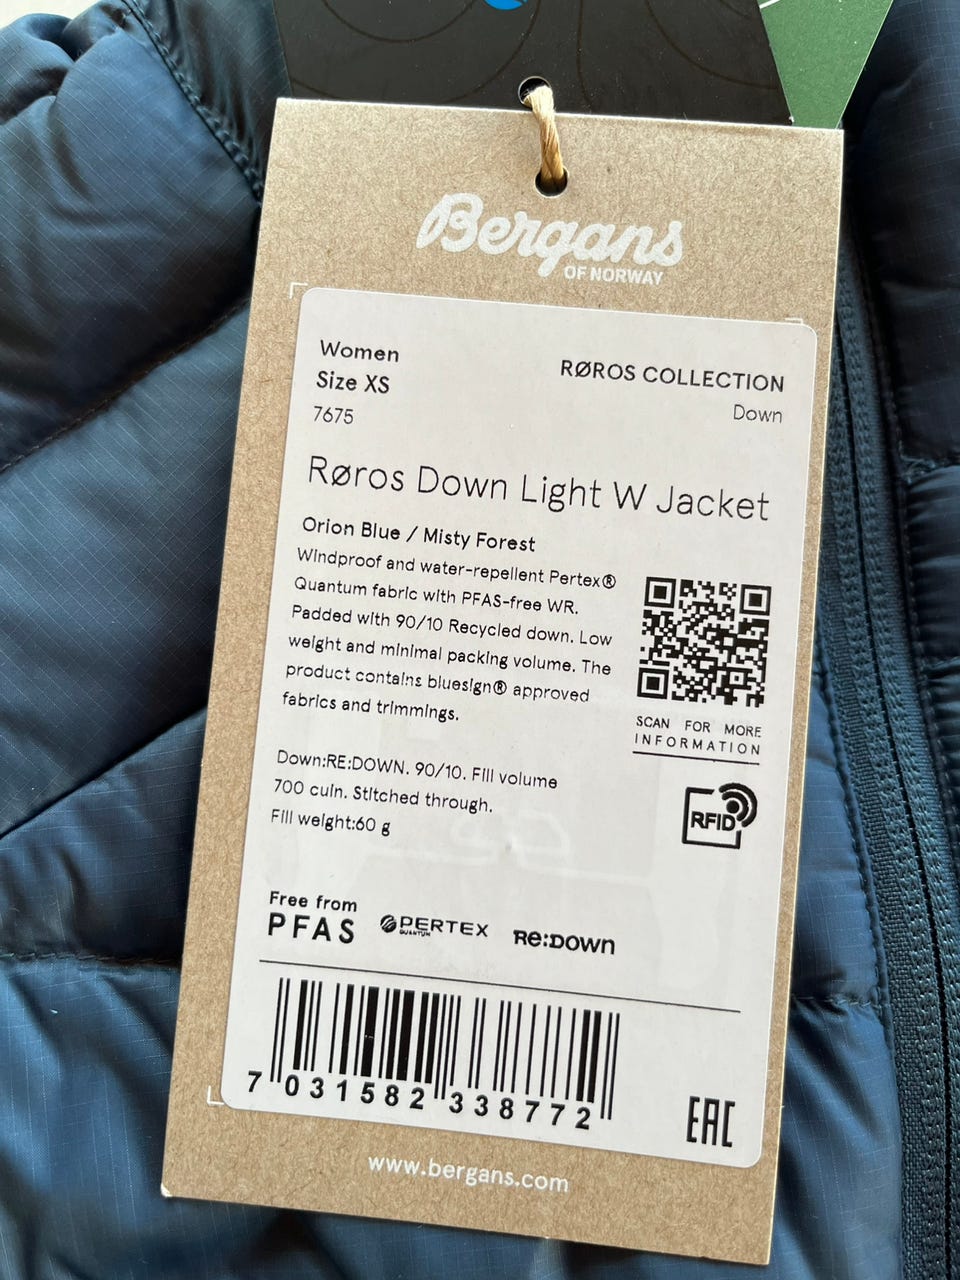 Bergans
OF NORWAY
Women
Size XS
7675
RØROS COLLECTION
Down
Røros Down Light W Jacket
Orion Blue / Misty Forest
Windproof and water-repellent Pertex®
Quantum fabric with PFAS-free WR.
Padded with 90/10 Recycled down. Low
weight and minimal packing volume. The
product contains bluesign® approved
fabrics and trimmings.
SCAN FOR MORE
INFORMATION
Down:RE:DOWN. 90/10. Fill volume
700 cuin. Stitched through.
Fill weight:60 g
RFID
Free from
PFAS
PERTEX
QUANTUM
Re:Down
7 031582 338772
EAC
www.bergans.com